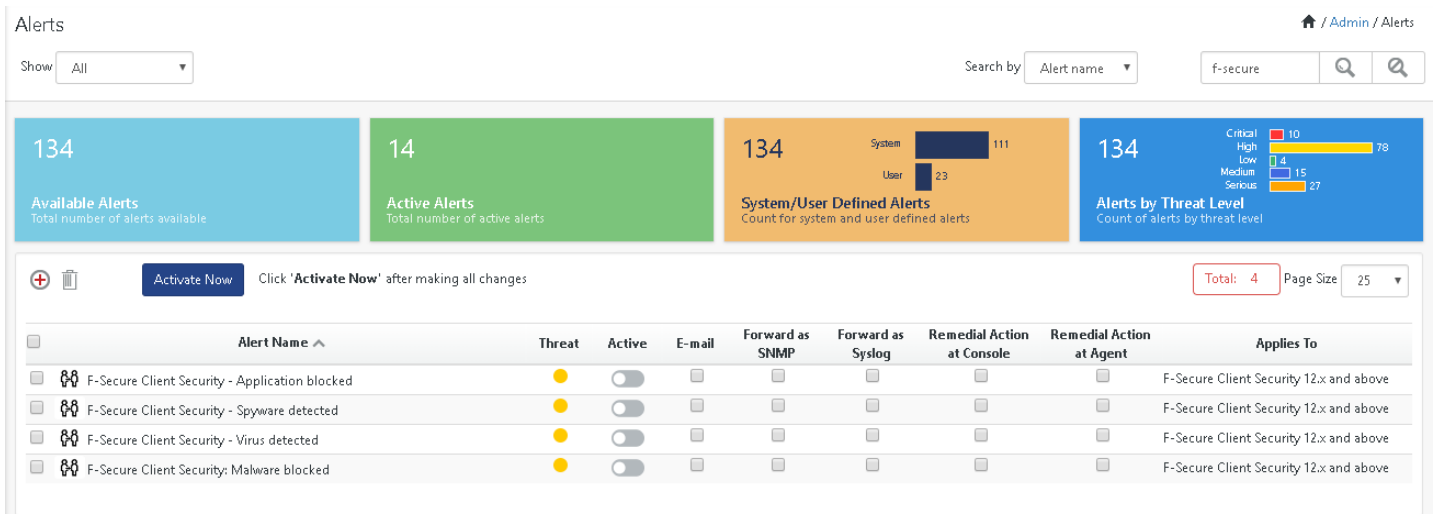 Alerts
/ Admin / Alerts
Show All
Search by Alert name f-secure
134
Available Alerts
Total number of alerts available
14
Active Alerts
Total number of active alerts
134
System 111
User 23
System/User Defined Alerts
Count for system and user defined alerts
134
Critical 10
High 78
Low 4
Medium 15
Serious 27
Alerts by Threat Level
Count of alerts by threat level
Activate Now Click 'Activate Now' after making all changes
Total: 4 Page Size 25
Alert Name Threat Active E-mail Forward as SNMP Forward as Syslog Remedial Action at Console Remedial Action at Agent Applies To
F-Secure Client Security - Application blocked F-Secure Client Security 12.x and above
F-Secure Client Security - Spyware detected F-Secure Client Security 12.x and above
F-Secure Client Security - Virus detected F-Secure Client Security 12.x and above
F-Secure Client Security: Malware blocked F-Secure Client Security 12.x and above